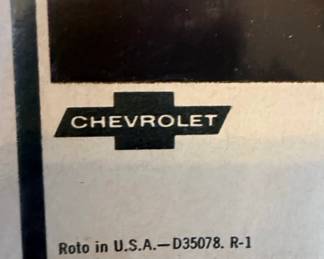 CHEVROLET
Roto in U.S.A.—D35078. R-1